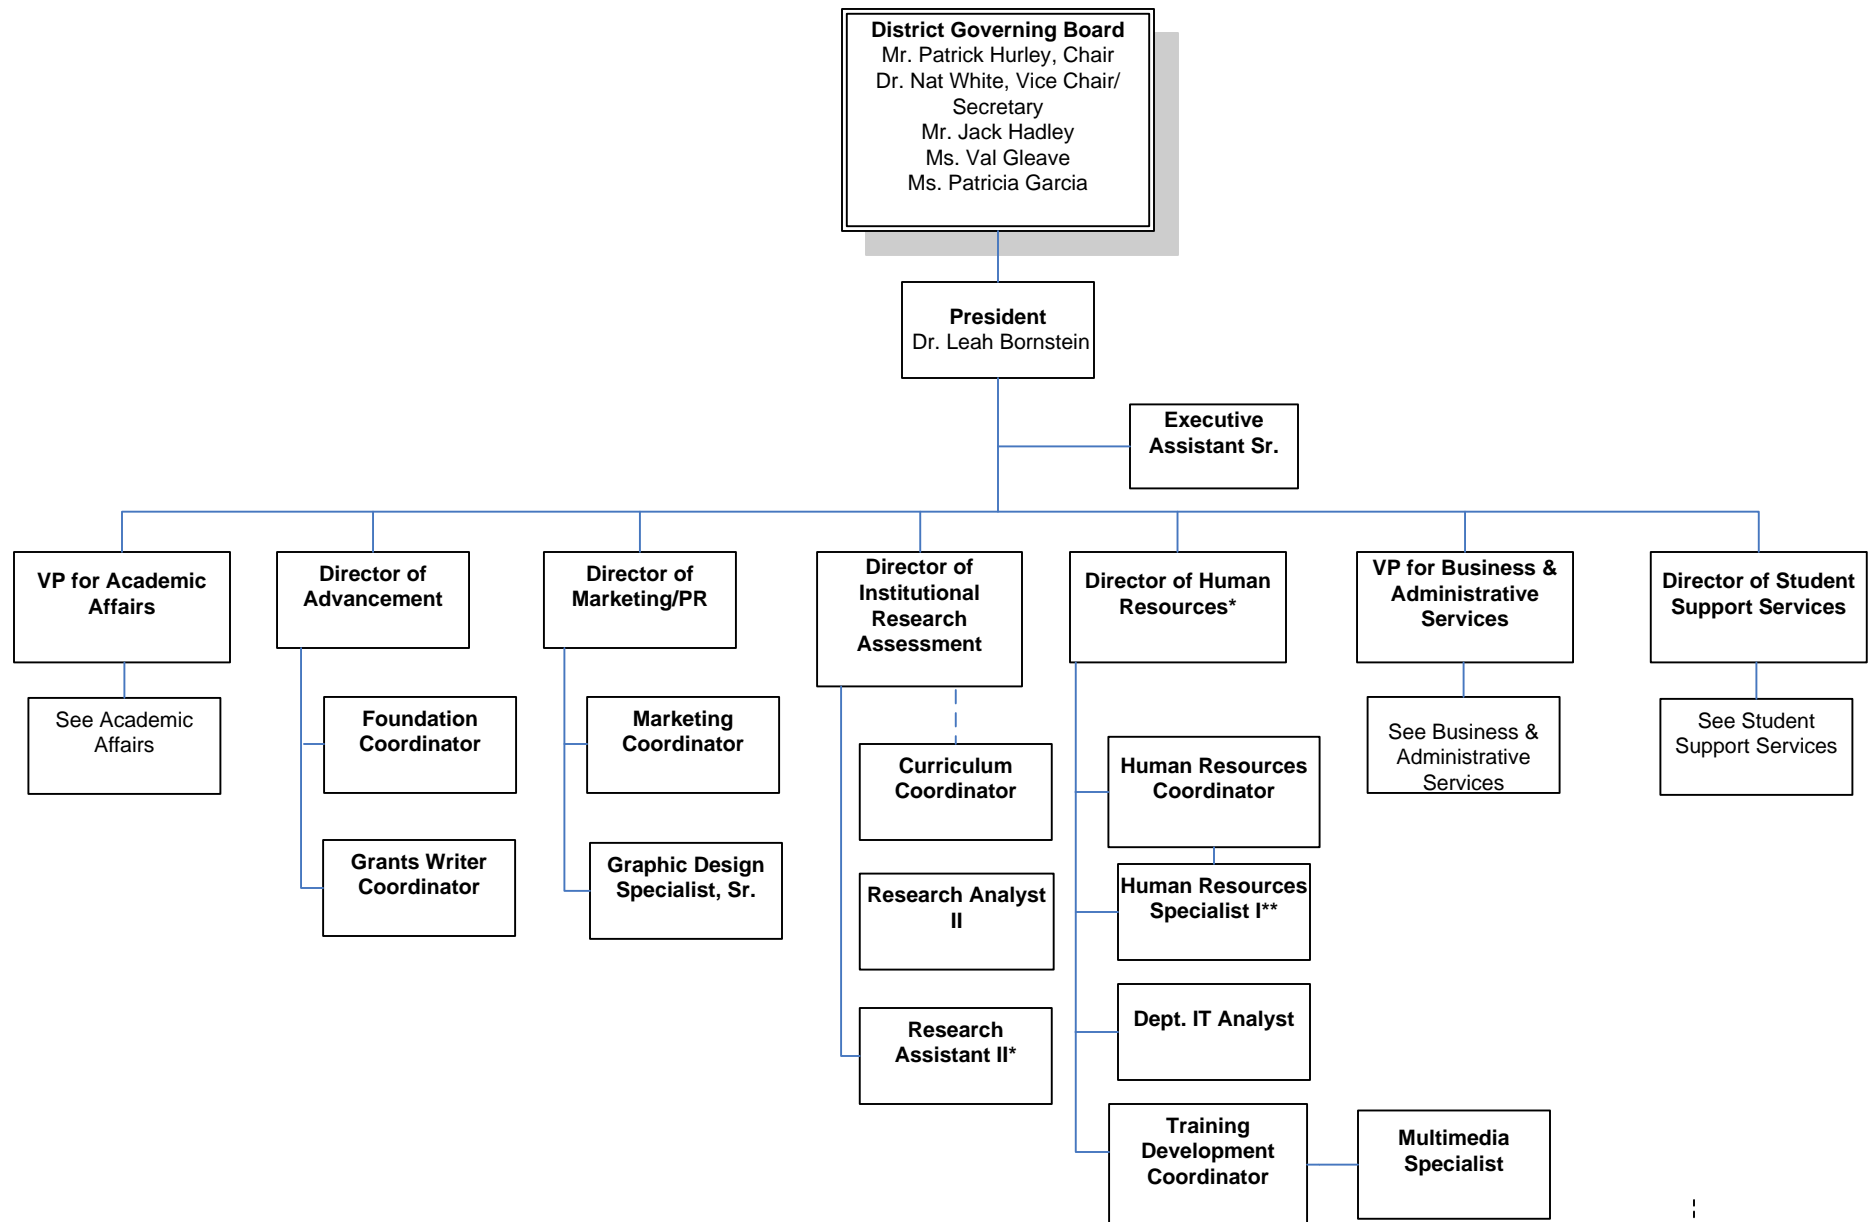 District Governing Board
Mr. Patrick Hurley, Chair
Dr. Nat White, Vice Chair/
Secretary
Mr. Jack Hadley
Ms. Val Gleave
Ms. Patricia Garcia
President
Dr. Leah Bornstein
Executive
Assistant Sr.
VP for Academic
Affairs
Director of
Advancement
Director of
Marketing/PR
Director of
Institutional
Research
Assessment
Director of Human
Resources*
VP for Business &
Administrative
Services
Director of Student
Support Services
See Academic
Affairs
Foundation
Coordinator
Grants Writer
Coordinator
Marketing
Coordinator
Graphic Design
Specialist, Sr.
Curriculum
Coordinator
Research Analyst
II
Research
Assistant II*
Human Resources
Coordinator
Human Resources
Specialist I**
Dept. IT Analyst
Training
Development
Coordinator
Multimedia
Specialist
See Business &
Administrative
Services
See Student
Support Services